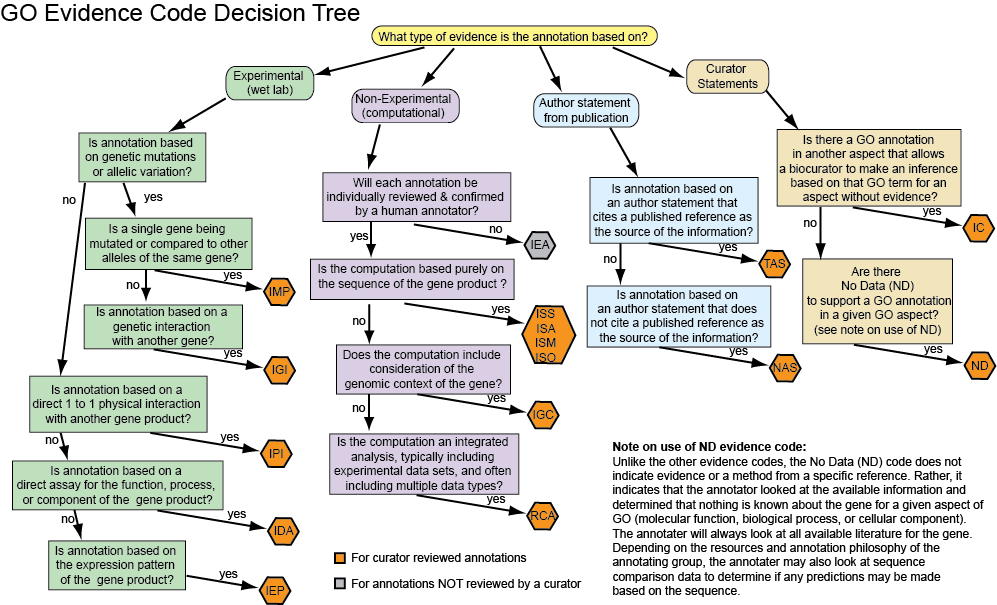 GO Evidence Code Decision Tree
What type of evidence is the annotation based on?
Experimental
(wet lab)
Is annotation based
on genetic mutations
or allelic variation?
no
yes
Is a single gene being
mutated or compared to other
alleles of the same gene?
no
yes
IMP
Is annotation based on a
genetic interaction
with another gene?
yes
IGI
Is annotation based on a
direct 1 to 1 physical interaction
with another gene product?
no
yes
IPI
Is annotation based on a
direct assay for the function, process,
or component of the gene product?
no
yes
IDA
Is annotation based on
the expression pattern
of the gene product?
yes
IEP
Non-Experimental
(computational)
Will each annotation be
individually reviewed & confirmed
by a human annotator?
yes
no
IEA
Is the computation based purely on
the sequence of the gene product ?
no
yes
ISS
ISA
ISM
ISO
Does the computation include
consideration of the
genomic context of the gene?
no
yes
IGC
Is the computation an integrated
analysis, typically including
experimental data sets, and often
including multiple data types?
yes
RCA
For curator reviewed annotations
For annotations NOT reviewed by a curator
Author statement
from publication
Is annotation based on
an author statement that
cites a published reference as
the source of the information?
no
yes
TAS
Is annotation based on
an author statement that does
not cite a published reference as
the source of the information?
yes
NAS
Curator
Statements
Is there a GO annotation
in another aspect that allows
a biocurator to make an inference
based on that GO term for an
aspect without evidence?
no
yes
IC
Are there
No Data (ND)
to support a GO annotation
in a given GO aspect?
(see note on use of ND)
yes
ND
Note on use of ND evidence code:
Unlike the other evidence codes, the No Data (ND) code does not
indicate evidence or a method from a specific reference. Rather, it
indicates that the annotator looked at the available information and
determined that nothing is known about the gene for a given aspect of
GO (molecular function, biological process, or cellular component).
The annotater will always look at all available literature for the gene.
Depending on the resources and annotation philosophy of the
annotating group, the annotater may also look at sequence
comparison data to determine if any predictions may be made
based on the sequence.